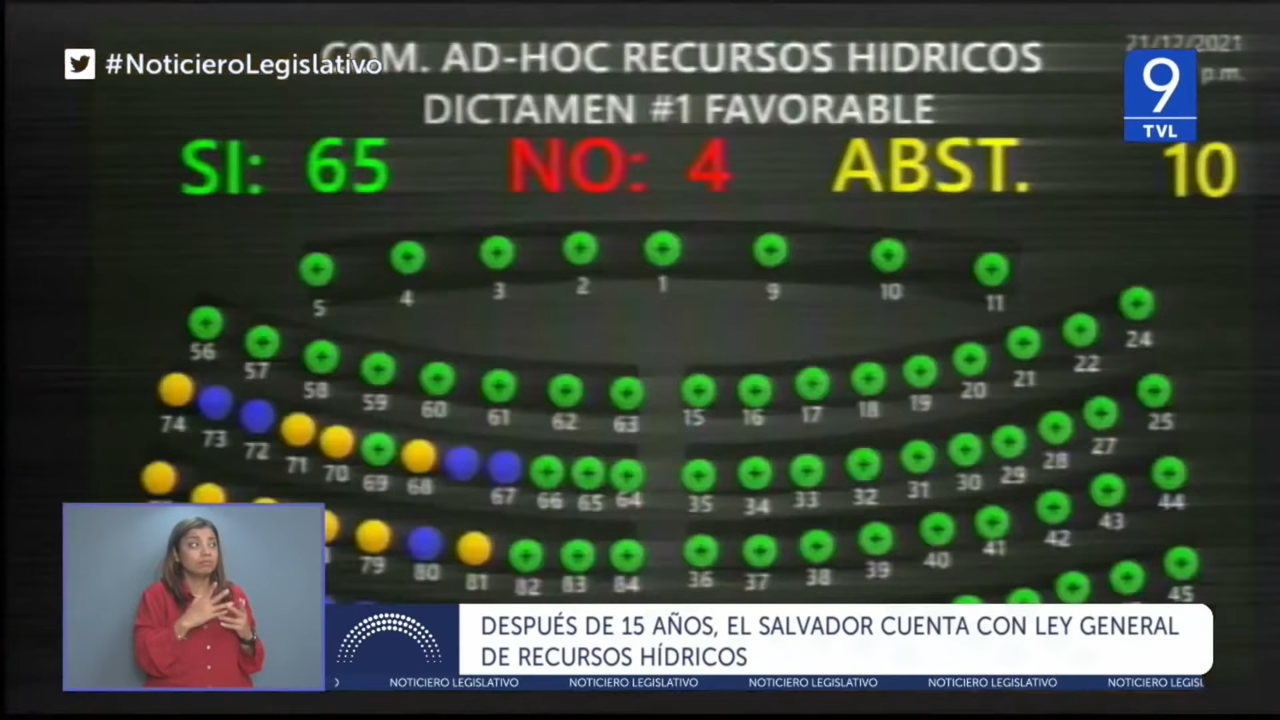 #NoticieroLegislativo
COM. AD-HOC RECURSOS HIDRICOS
21/12/2021
p.m.
9
TVL
DICTAMEN #1 FAVORABLE
SI: 65 NO: 4 ABST. 10
5 4 3 2 1 9 10 11
56 57 58 59 60 61 62 63 15 16 17 18 19 20 21 22 24
74 73 72 71 70 69 68 67 66 65 64 35 34 33 32 31 30 29 28 27 25
79 80 81 82 83 84 36 37 38 39 40 41 42 43 44
45
DESPUÉS DE 15 AÑOS, EL SALVADOR CUENTA CON LEY GENERAL
DE RECURSOS HÍDRICOS
NOTICIERO LEGISLATIVO NOTICIERO LEGISLATIVO NOTICIERO LEGISLATIVO NOTICIERO LEGISLATIVO NOTICIERO LEGISL